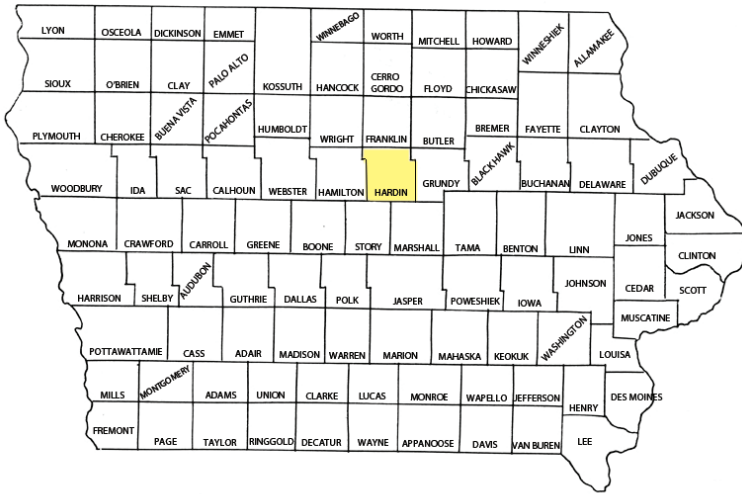 LYON OSCEOLA DICKINSON EMMET WINNEBAGO WORTH MITCHELL HOWARD WINNESHIEK ALLAMAKEE
SIOUX O'BRIEN CLAY PALO ALTO KOSSUTH HANCOCK CERRO GORDO FLOYD CHICKASAW
PLYMOUTH CHEROKEE BUENA VISTA POCAHONTAS HUMBOLDT WRIGHT FRANKLIN BUTLER BREMER FAYETTE CLAYTON
WOODBURY IDA SAC CALHOUN WEBSTER HAMILTON HARDIN GRUNDY BLACK HAWK BUCHANAN DELAWARE DUBUQUE
MONONA CRAWFORD CARROLL GREENE BOONE STORY MARSHALL TAMA BENTON LINN JONES JACKSON
CLINTON
HARRISON SHELBY AUDUBON GUTHRIE DALLAS POLK JASPER POWESHIEK IOWA JOHNSON CEDAR SCOTT
MUSCATINE
POTTAWATTAMIE CASS ADAIR MADISON WARREN MARION MAHASKA KEOKUK WASHINGTON LOUISA
MILLS MONTGOMERY ADAMS UNION CLARKE LUCAS MONROE WAPELLO JEFFERSON HENRY DES MOINES
FREMONT PAGE TAYLOR RINGGOLD DECATUR WAYNE APPANOOSE DAVIS VAN BUREN LEE